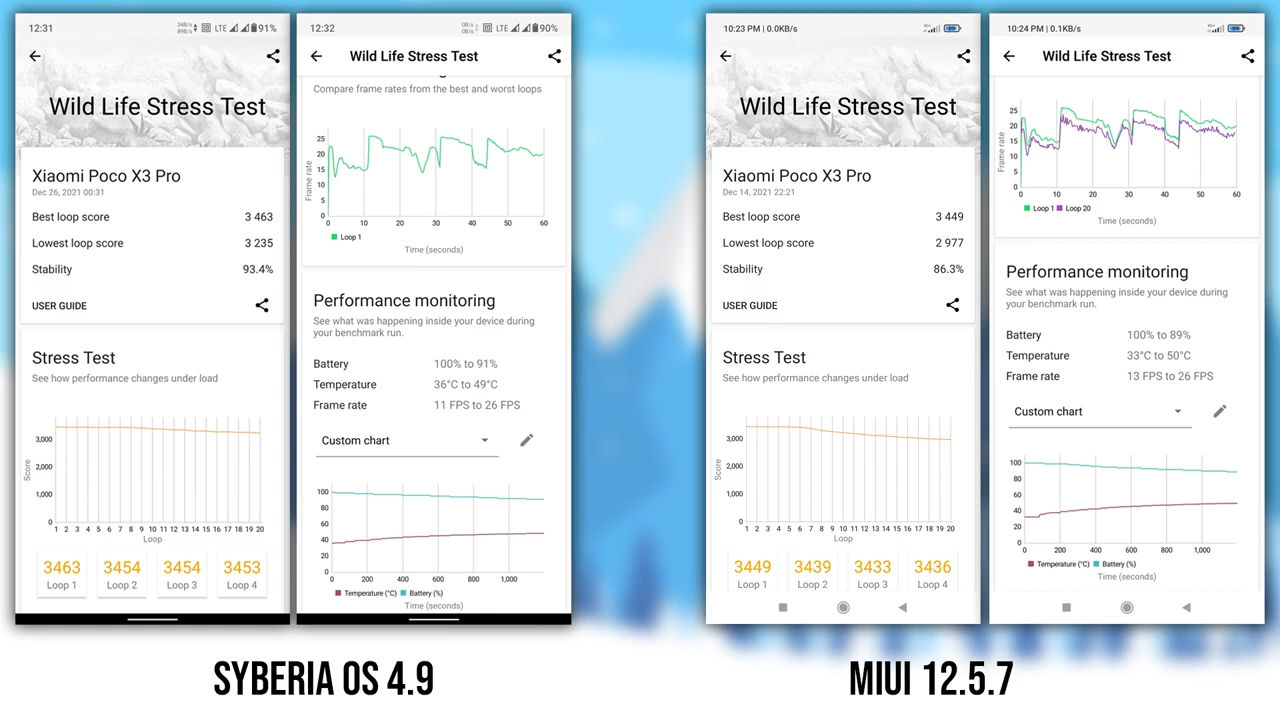 12:31
34B/s
89B/s
LTE
91%
Wild Life Stress Test
Xiaomi Poco X3 Pro
Dec 26, 2021 00:31
Best loop score 3 463
Lowest loop score 3 235
Stability 93.4%
USER GUIDE
Stress Test
See how performance changes under load
Score
3,000
2,000
1,000
0
1 2 3 4 5 6 7 8 9 10 11 12 13 14 15 16 17 18 19 20
Loop
3463 3454 3454 3453
Loop 1 Loop 2 Loop 3 Loop 4
12:32
0B/s
0B/s
LTE
90%
Wild Life Stress Test
Compare frame rates from the best and worst loops
Frame rate
25
20
15
10
5
0
0 10 20 30 40 50 60
Loop 1
Time (seconds)
Performance monitoring
See what was happening inside your device during
your benchmark run.
Battery 100% to 91%
Temperature 36°C to 49°C
Frame rate 11 FPS to 26 FPS
Custom chart
100
80
60
40
20
0
0 200 400 600 800 1,000
Temperature (°C) Battery (%)
Time (seconds)
SYBERIA OS 4.9
10:23 PM | 0.0KB/s
Wild Life Stress Test
Xiaomi Poco X3 Pro
Dec 14, 2021 22:21
Best loop score 3 449
Lowest loop score 2 977
Stability 86.3%
USER GUIDE
Stress Test
See how performance changes under load
Score
3,000
2,000
1,000
0
1 2 3 4 5 6 7 8 9 10 11 12 13 14 15 16 17 18 19 20
Loop
3449 3439 3433 3436
Loop 1 Loop 2 Loop 3 Loop 4
10:24 PM | 0.1KB/s
Wild Life Stress Test
Frame rate
25
20
15
10
5
0
0 10 20 30 40 50 60
Loop 1 Loop 20
Time (seconds)
Performance monitoring
See what was happening inside your device during
your benchmark run.
Battery 100% to 89%
Temperature 33°C to 50°C
Frame rate 13 FPS to 26 FPS
Custom chart
100
80
60
40
20
0
0 200 400 600 800 1,000
Temperature (°C) Battery (%)
Time (seconds)
MIUI 12.5.7